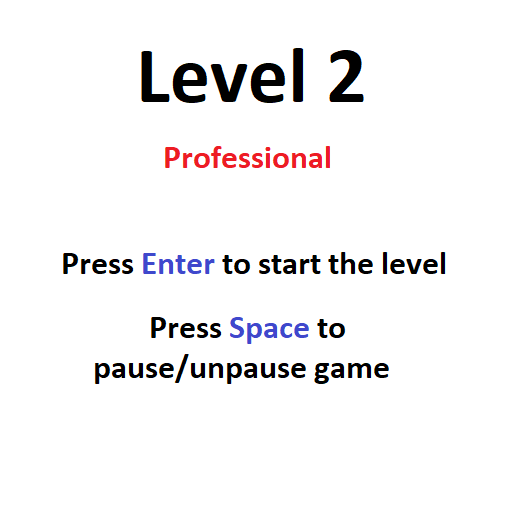 Level 2
Professional
Press Enter to start the level
Press Space to
pause/unpause game